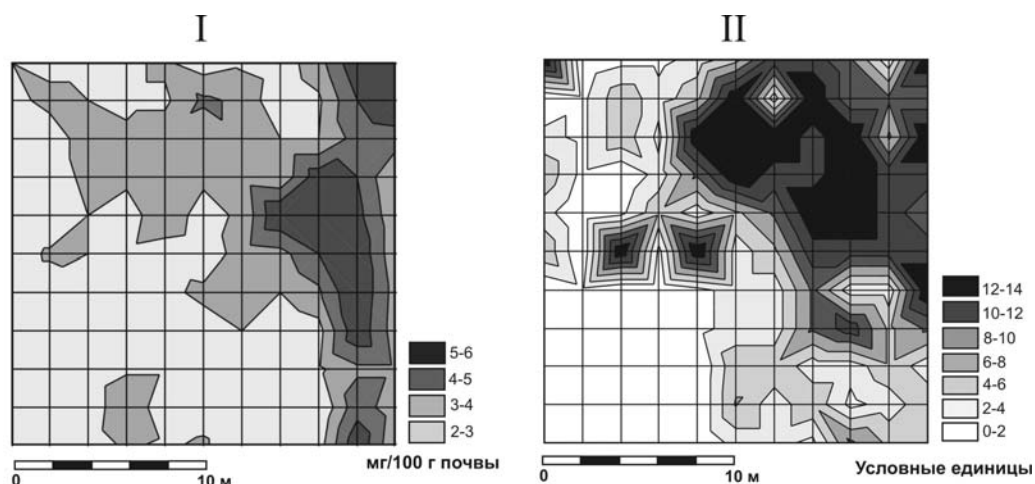 I
II
5-6
4-5
3-4
2-3
мг/100 г почвы
0 10 м
12-14
10-12
8-10
6-8
4-6
2-4
0-2
Условные единицы
0 10 м